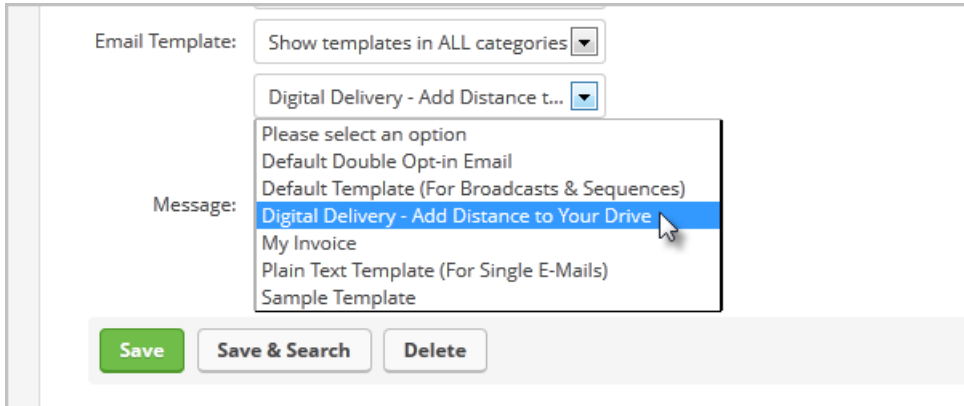 Email Template: Show templates in ALL categories
Digital Delivery - Add Distance t...
Please select an option
Default Double Opt-in Email
Default Template (For Broadcasts & Sequences)
Message: Digital Delivery - Add Distance to Your Drive
My Invoice
Plain Text Template (For Single E-Mails)
Sample Template
Save Save & Search Delete